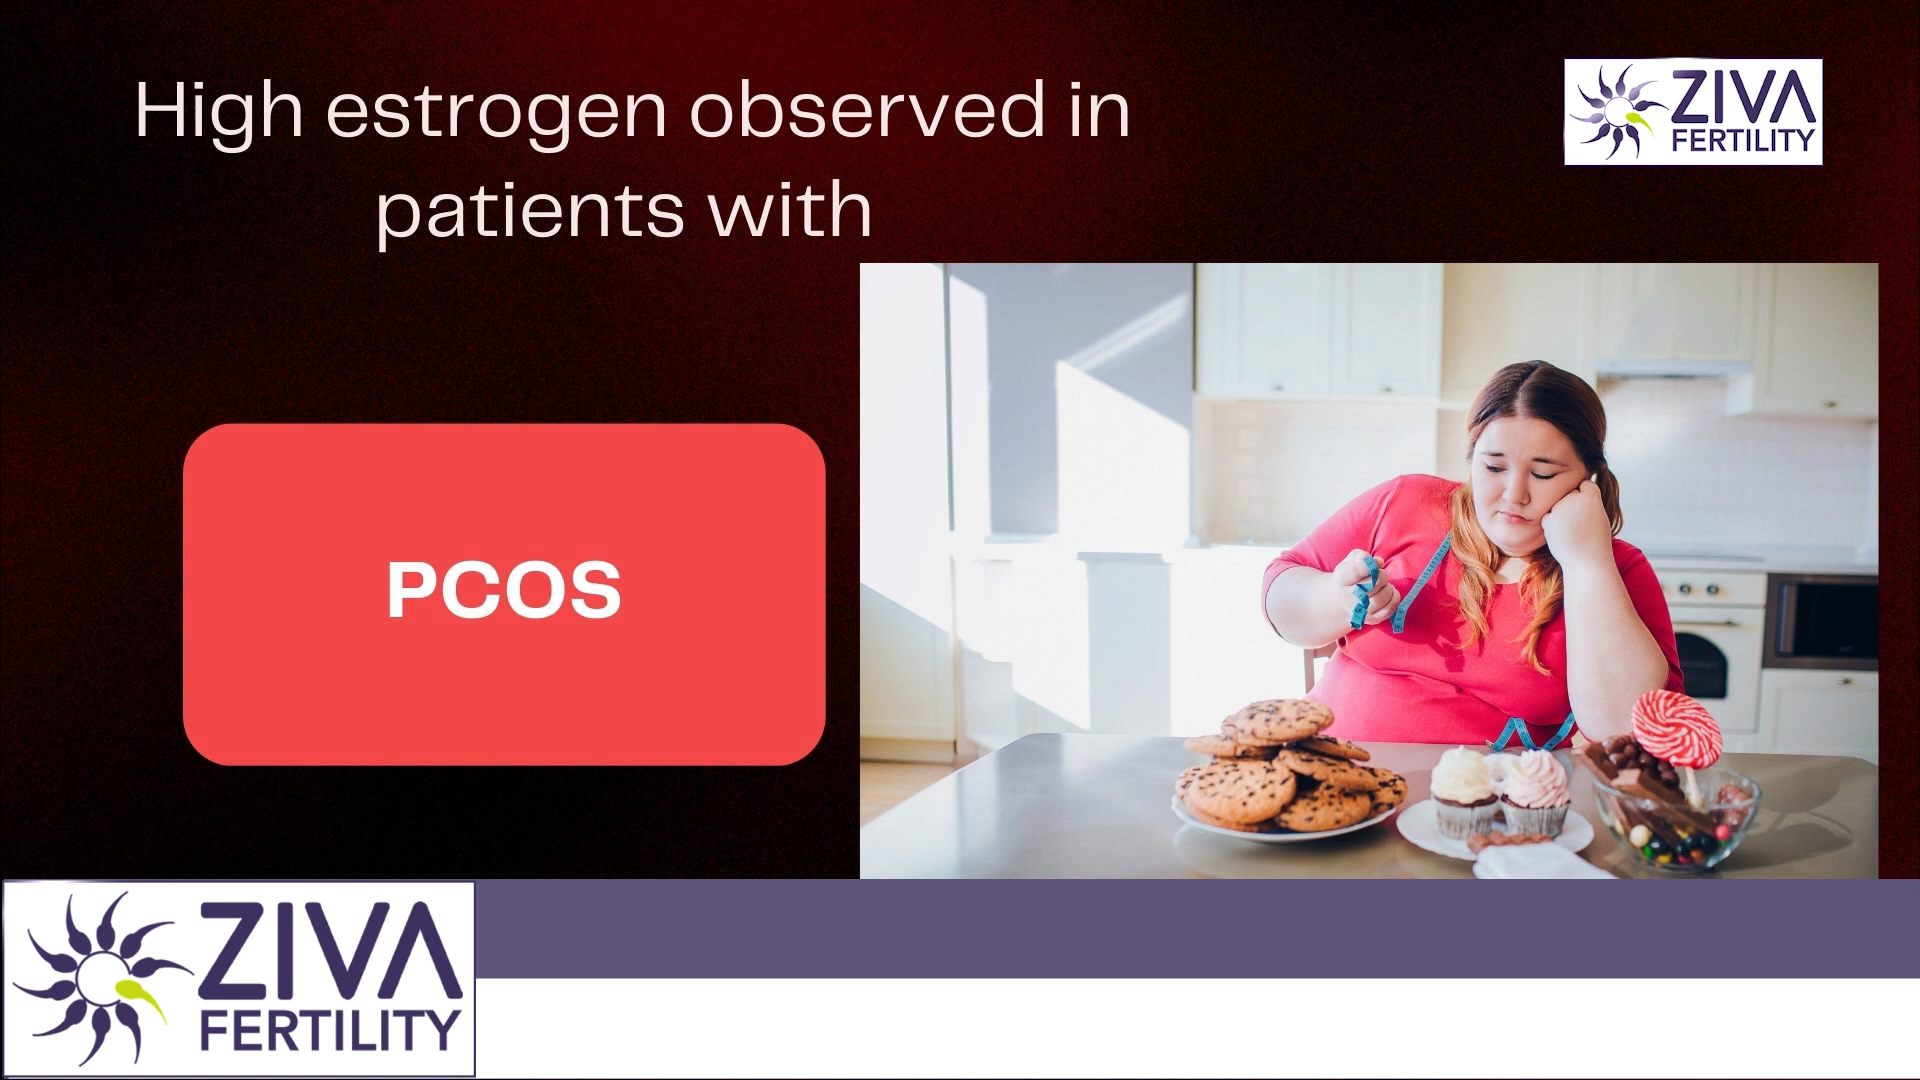 High estrogen observed in
patients with
ZIVA
FERTILITY
PCOS
ZIVA
FERTILITY